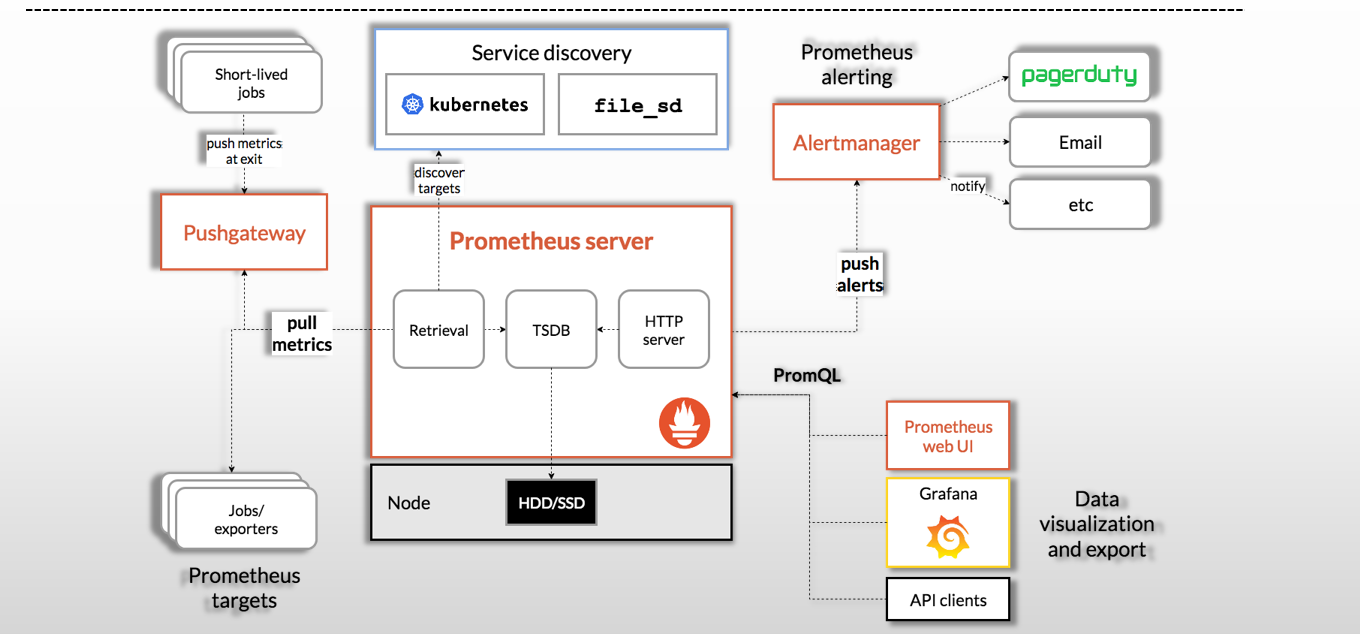 Short-lived
jobs
push metrics
at exit
Pushgateway
Service discovery
kubernetes
file_sd
discover
targets
Prometheus
alerting
Alertmanager
pagerduty
Email
notify
etc
Prometheus server
Retrieval
TSDB
HTTP
server
pull
metrics
push
alerts
PromQL
Node
HDD/SSD
Jobs/
exporters
Prometheus
targets
Prometheus
web UI
Grafana
API clients
Data
visualization
and export